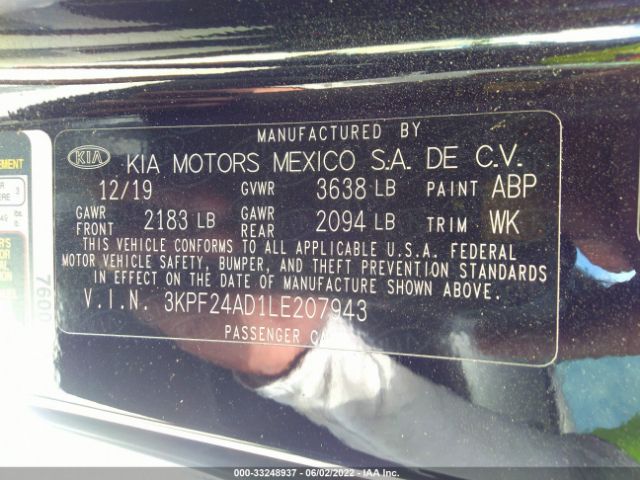 MANUFACTURED BY
KIA KIA MOTORS MEXICO S.A. DE C.V.
12/19 GVWR 3638 LB PAINT ABP
GAWR FRONT 2183 LB GAWR REAR 2094 LB TRIM WK
THIS VEHICLE CONFORMS TO ALL APPLICABLE U.S.A. FEDERAL
MOTOR VEHICLE SAFETY, BUMPER, AND THEFT PREVENTION STANDARDS
IN EFFECT ON THE DATE OF MANUFACTURE SHOWN ABOVE.
V.I.N. 3KPF24AD1LE207943
PASSENGER
7600
000-33248937 - 06/02/2022 - IAA Inc.